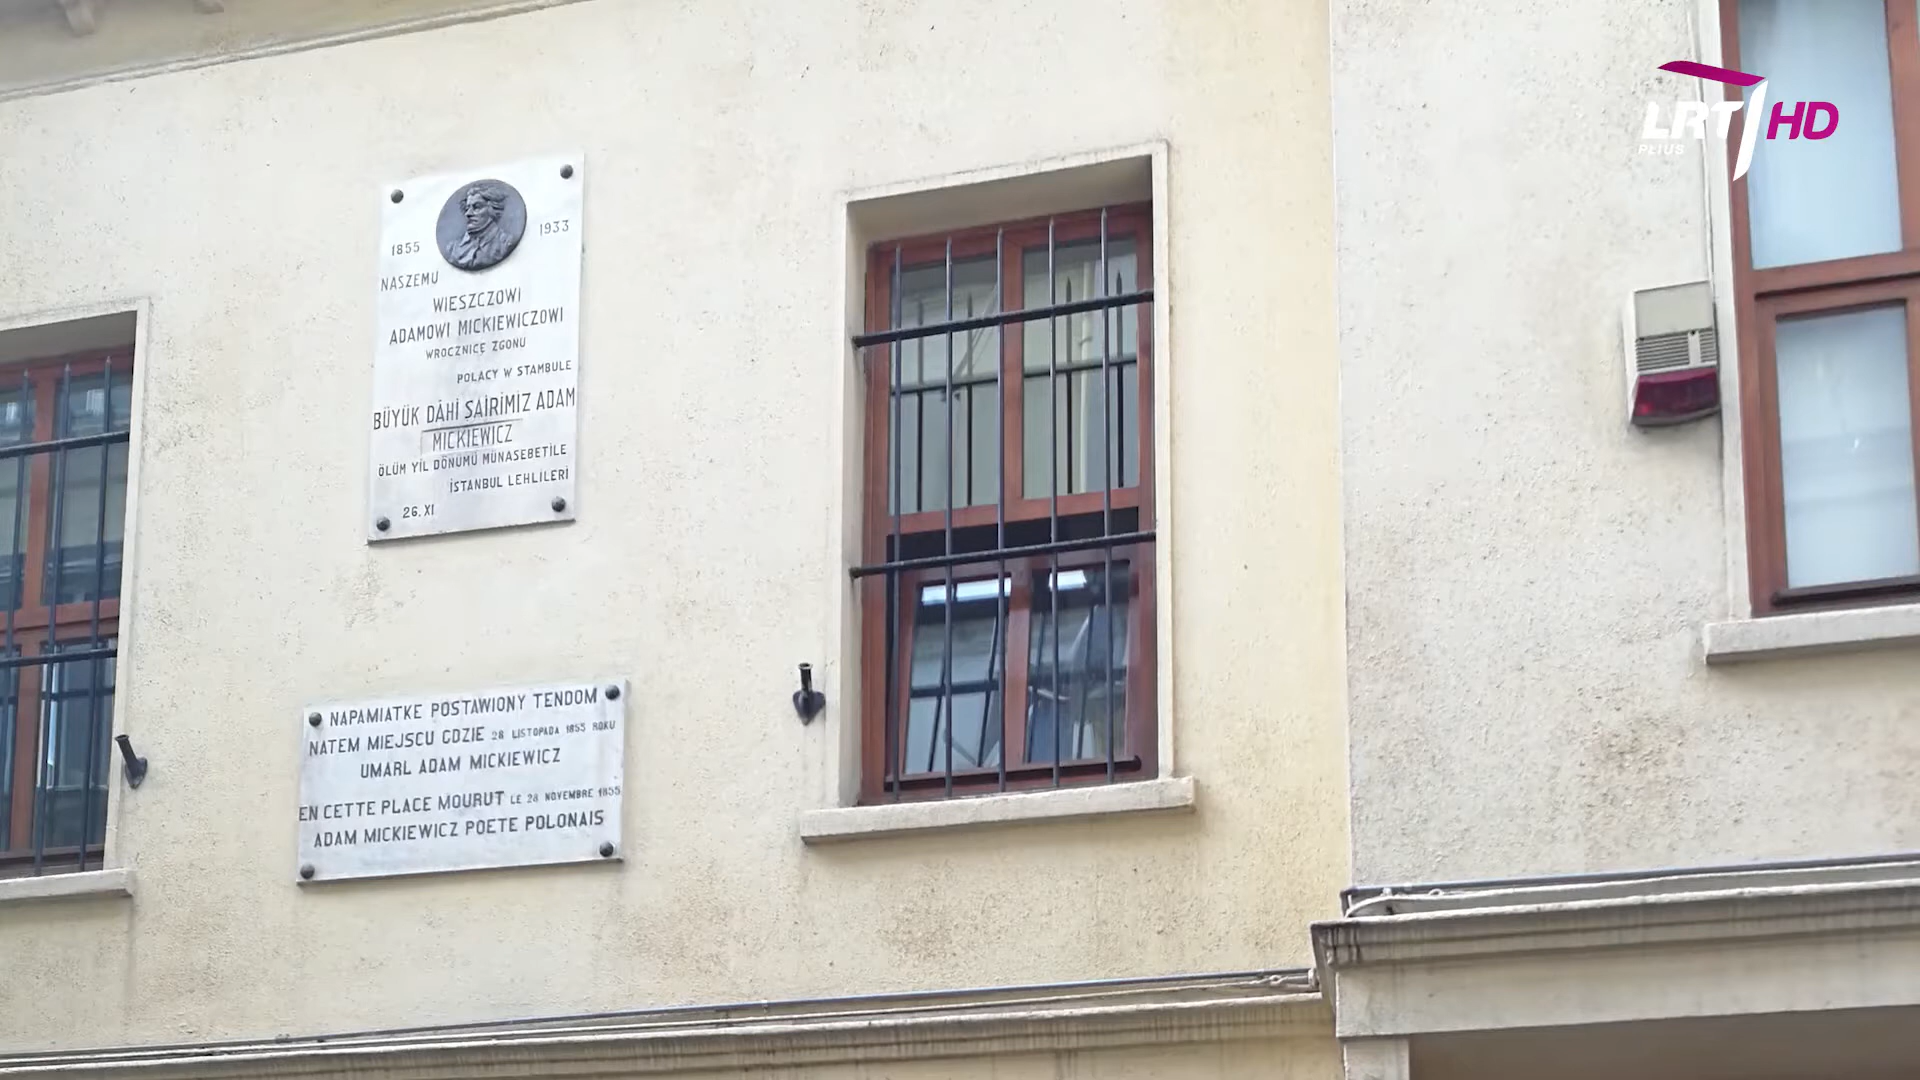 1855
1933
NASZEMU
WIESZCZOWI
ADAMOWI MICKIEWICZOWI
WROCZNICĘ ZGONU
POLACY W STAMBULE
BÜYÜK DÂHİ SAİRİMİZ ADAM
MICKIEWICZ
ÖLÜM YİL DÖNÜMÜ MÜNASEBETİLE
İSTANBUL LEHLİLERİ
26.XI
NAPAMIATKE POSTAWIONY TENDOM
NATEM MIEJSCU GDZIE 28 LISTOPADA 1855 ROKU
UMARL ADAM MICKIEWICZ
EN CETTE PLACE MOURUT LE 28 NOVEMBRE 1855
ADAM MICKIEWICZ POETE POLONAIS
LRT HD
PLIUS